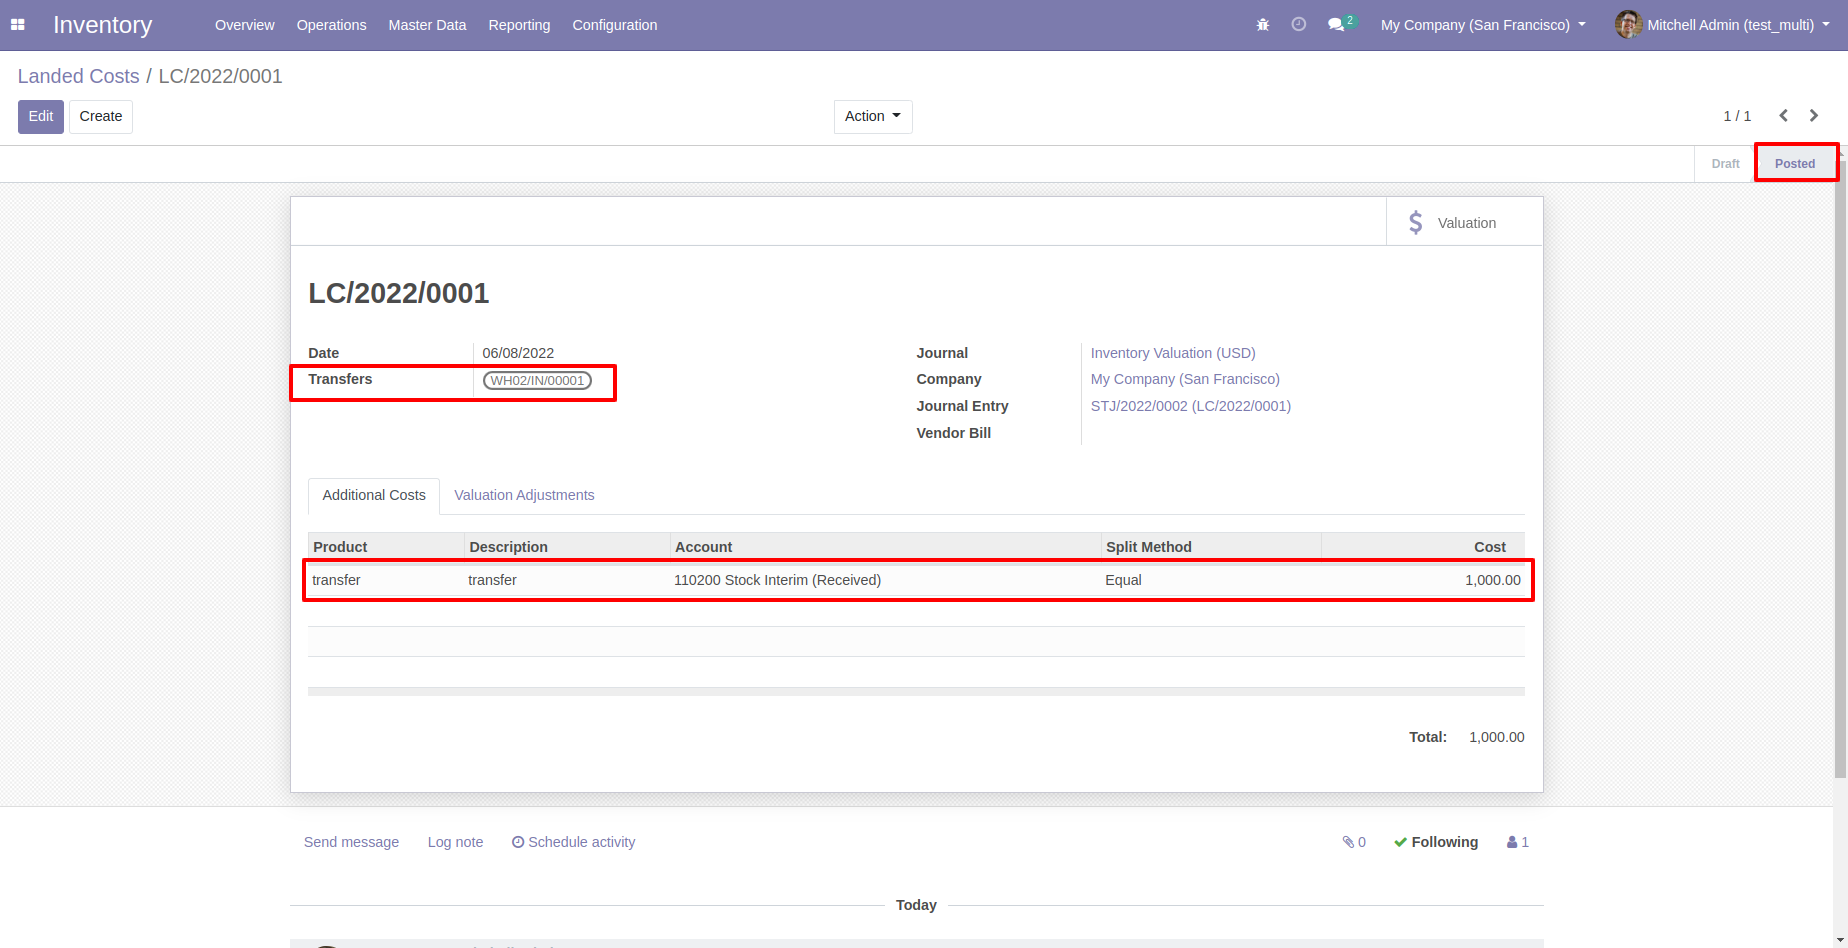 Inventory Overview Operations Master Data Reporting Configuration 2 My Company (San Francisco) Mitchell Admin (test_multi)
Landed Costs / LC/2022/0001
Edit Create Action 1 / 1
Draft Posted
$ Valuation
LC/2022/0001
Date 06/08/2022 Journal Inventory Valuation (USD)
Transfers WH02/IN/00001 Company My Company (San Francisco)
Journal Entry STJ/2022/0002 (LC/2022/0001)
Vendor Bill
Additional Costs Valuation Adjustments
Product Description Account Split Method Cost
transfer transfer 110200 Stock Interim (Received) Equal 1,000.00
Total: 1,000.00
Send message Log note Schedule activity 0 Following 1
Today